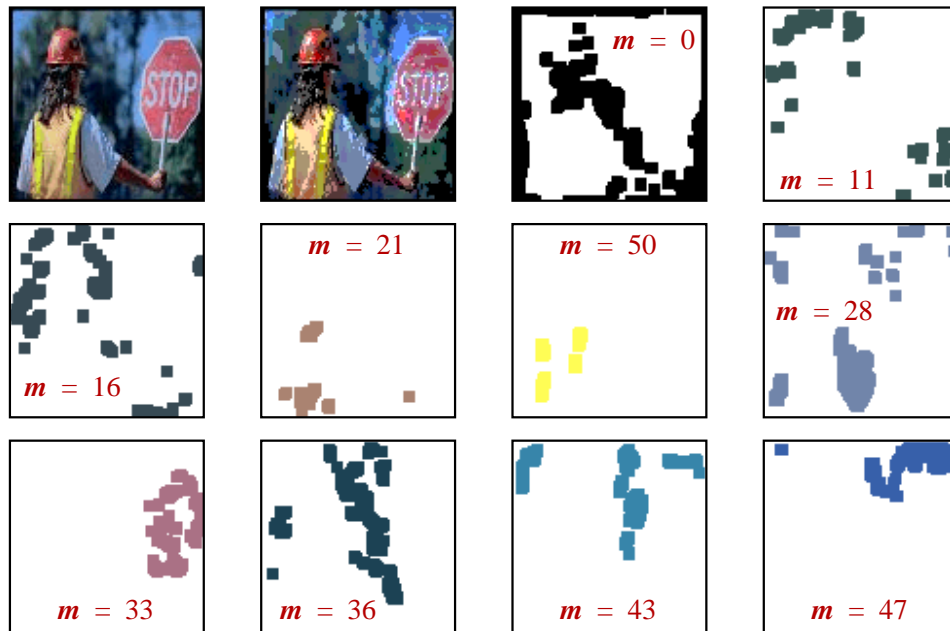 STOP
STOP
m = 0
m = 11
m = 16
m = 21
m = 50
m = 28
m = 33
m = 36
m = 43
m = 47